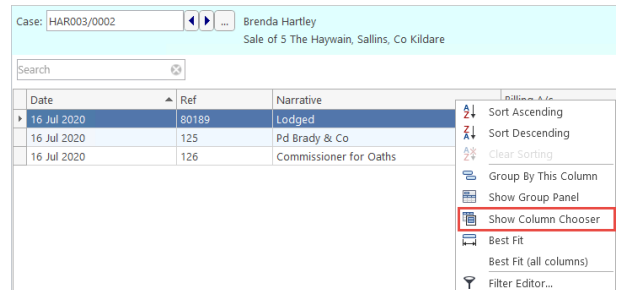 Case: HAR003/0002 ... Brenda Hartley
Sale of 5 The Haywain, Sallins, Co Kildare
Search
Date Ref Narrative Billing A/c
16 Jul 2020 80189 Lodged
16 Jul 2020 125 Pd Brady & Co
16 Jul 2020 126 Commissioner for Oaths
Sort Ascending
Sort Descending
Clear Sorting
Group By This Column
Show Group Panel
Show Column Chooser
Best Fit
Best Fit (all columns)
Filter Editor...